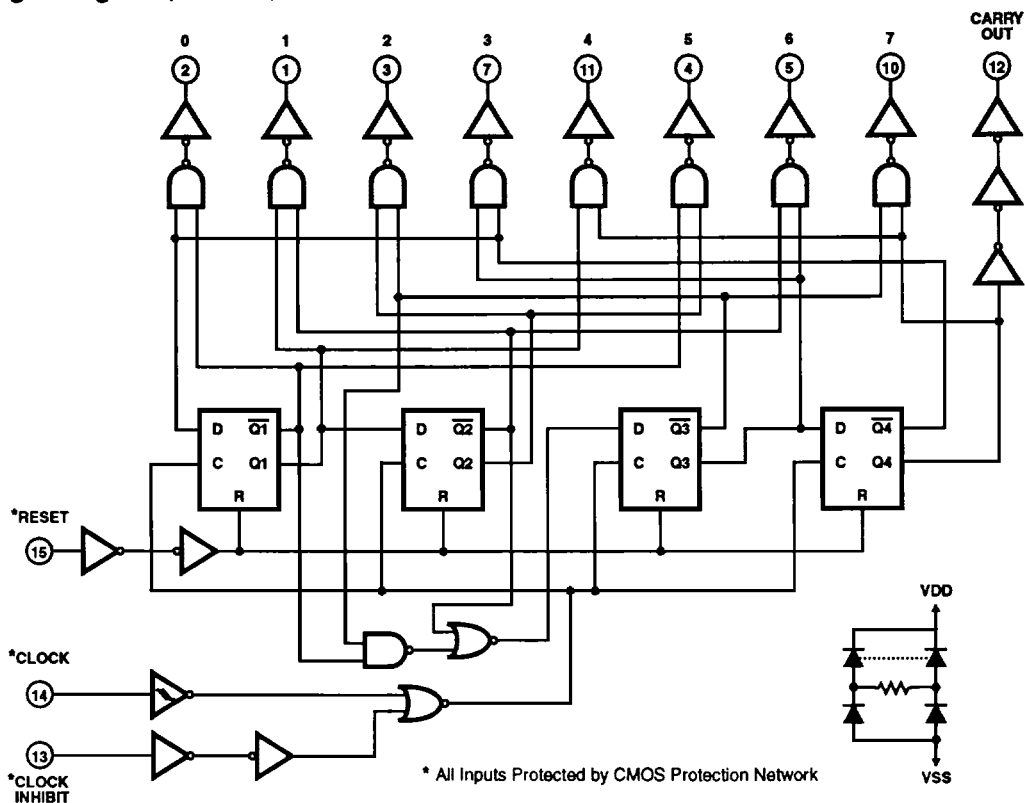 CARRY OUT
0 1 2 3 4 5 6 7
2 1 3 7 11 4 5 10 12
D Q1 D Q2 D Q3 D Q4
C Q1 C Q2 C Q3 C Q4
R R R R
*RESET
15
VDD
*CLOCK
14
13
*CLOCK
INHIBIT
* All Inputs Protected by CMOS Protection Network
VSS